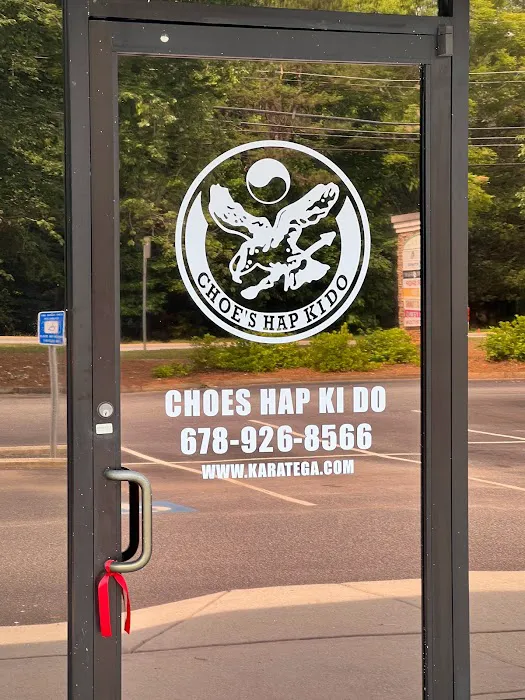 CHOE'S HAP KIDO
CHOES HAP KI DO
678-926-8566
WWW.KARATEGA.COM